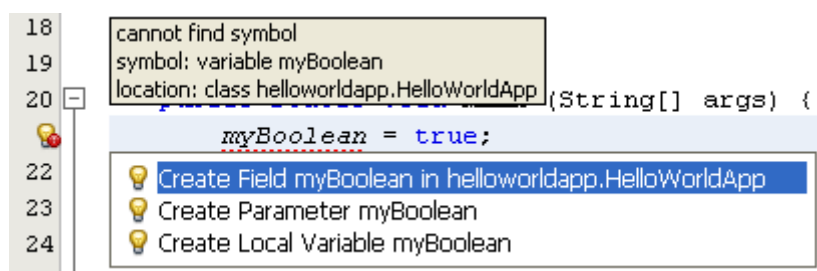 18
cannot find symbol
19
symbol: variable myBoolean
location: class helloworldapp.HelloWorldApp
20 (String[] args) {
myBoolean = true;
22 Create Field myBoolean in helloworldapp.HelloWorldApp
23 Create Parameter myBoolean
24 Create Local Variable myBoolean